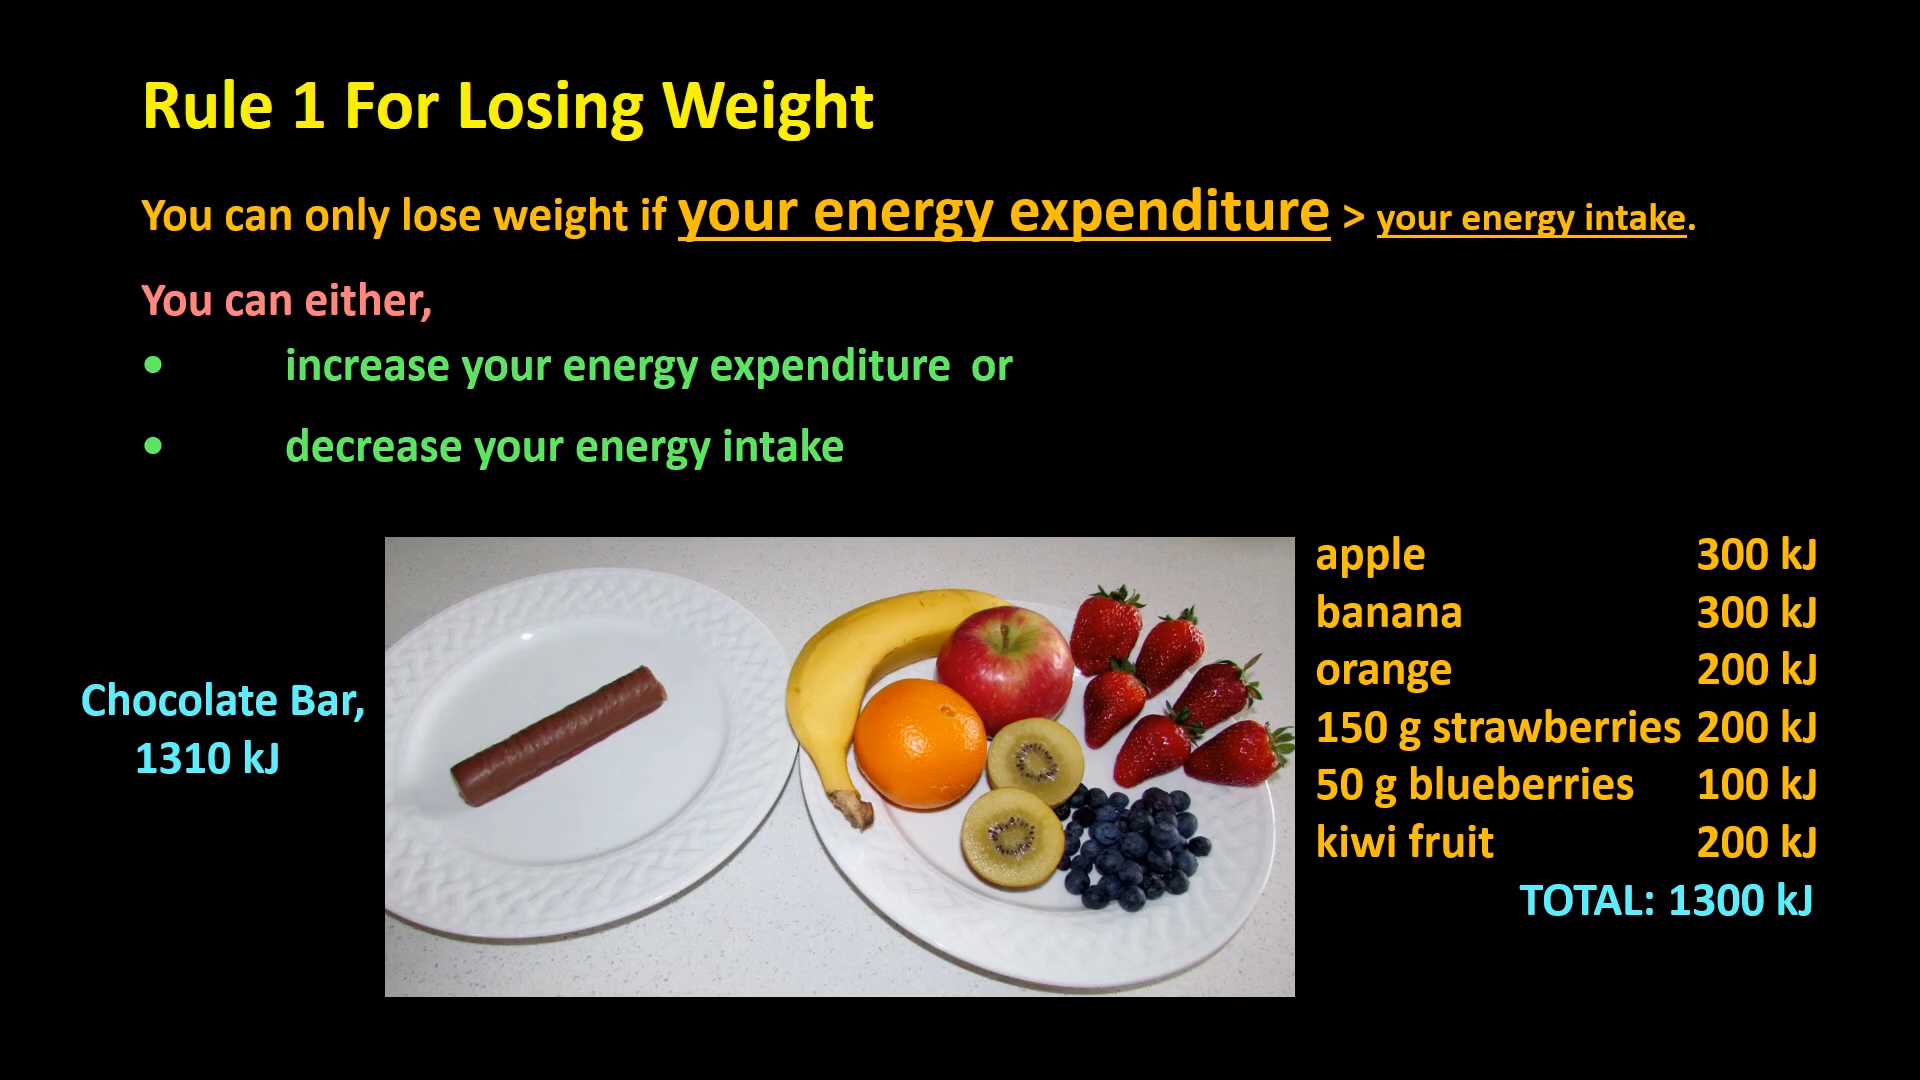 Rule 1 For Losing Weight
You can only lose weight if your energy expenditure > your energy intake.
You can either,
• increase your energy expenditure or
• decrease your energy intake
Chocolate Bar,
1310 kJ
apple 300 kJ
banana 300 kJ
orange 200 kJ
150 g strawberries 200 kJ
50 g blueberries 100 kJ
kiwi fruit 200 kJ
TOTAL: 1300 kJ